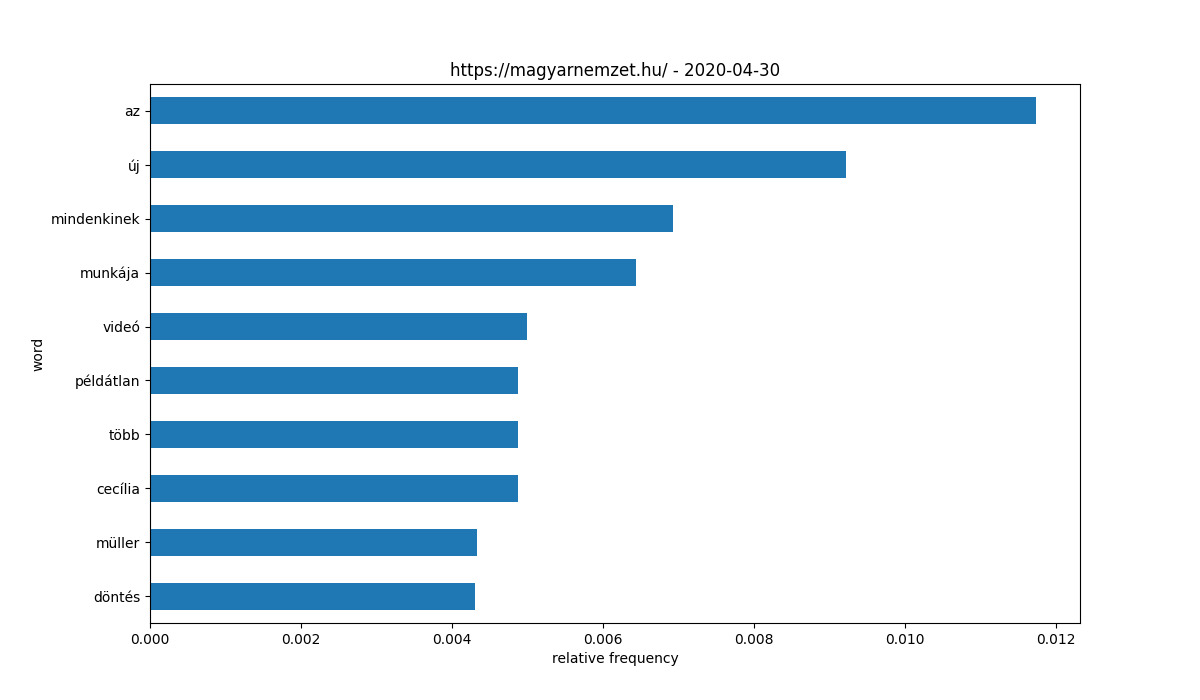 https://magyarnemzet.hu/ - 2020-04-30
az
új
mindenkinek
munkája
videó
példátlan
több
cecília
müller
döntés
word
0.000 0.002 0.004 0.006 0.008 0.010 0.012
relative frequency